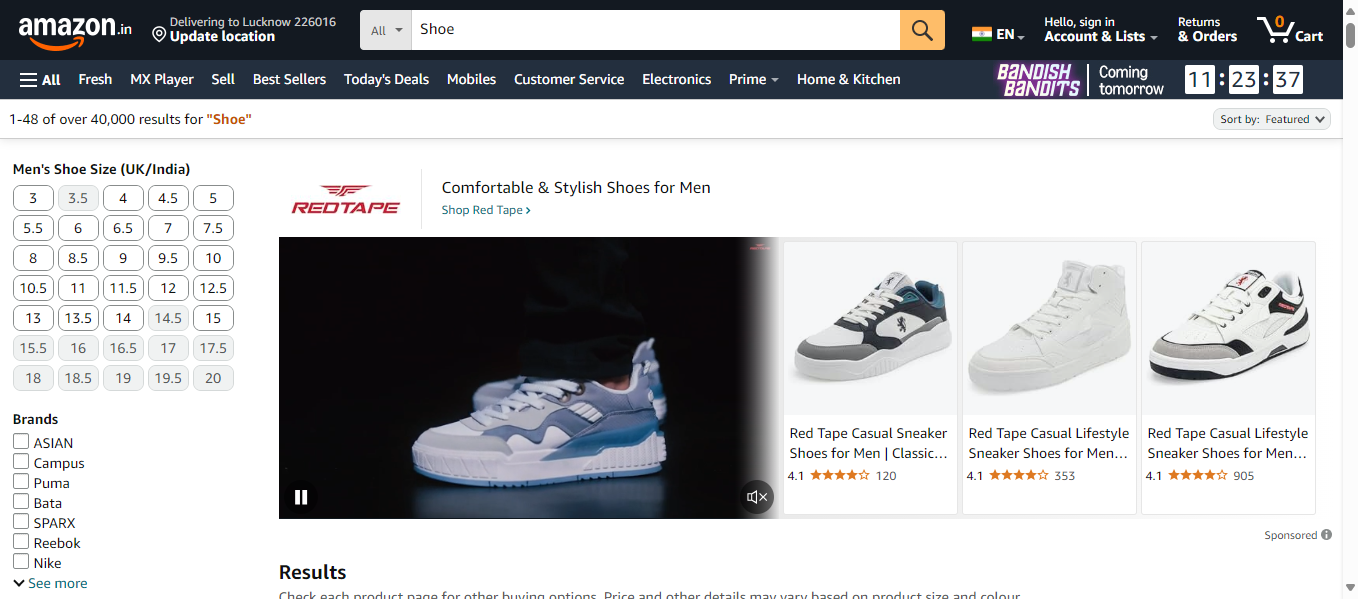 amazon.in
Delivering to Lucknow 226016
Update location
All
Shoe
EN
Hello, sign in
Account & Lists
Returns
& Orders
0
Cart
All Fresh MX Player Sell Best Sellers Today's Deals Mobiles Customer Service Electronics Prime Home & Kitchen
BANDISH
BANDITS
Coming
tomorrow
11 : 23 : 37
1-48 of over 40,000 results for "Shoe"
Sort by: Featured
Men's Shoe Size (UK/India)
3 3.5 4 4.5 5
5.5 6 6.5 7 7.5
8 8.5 9 9.5 10
10.5 11 11.5 12 12.5
13 13.5 14 14.5 15
15.5 16 16.5 17 17.5
18 18.5 19 19.5 20
Brands
ASIAN
Campus
Puma
Bata
SPARX
Reebok
Nike
See more
REDTAPE
Comfortable & Stylish Shoes for Men
Shop Red Tape ›
REDTAPE
Red Tape Casual Sneaker
Shoes for Men | Classic...
4.1 120
Red Tape Casual Lifestyle
Sneaker Shoes for Men...
4.1 353
Red Tape Casual Lifestyle
Sneaker Shoes for Men...
4.1 905
Sponsored
Results
Check each product page for other buying options. Price and other details may vary based on product size and colour.